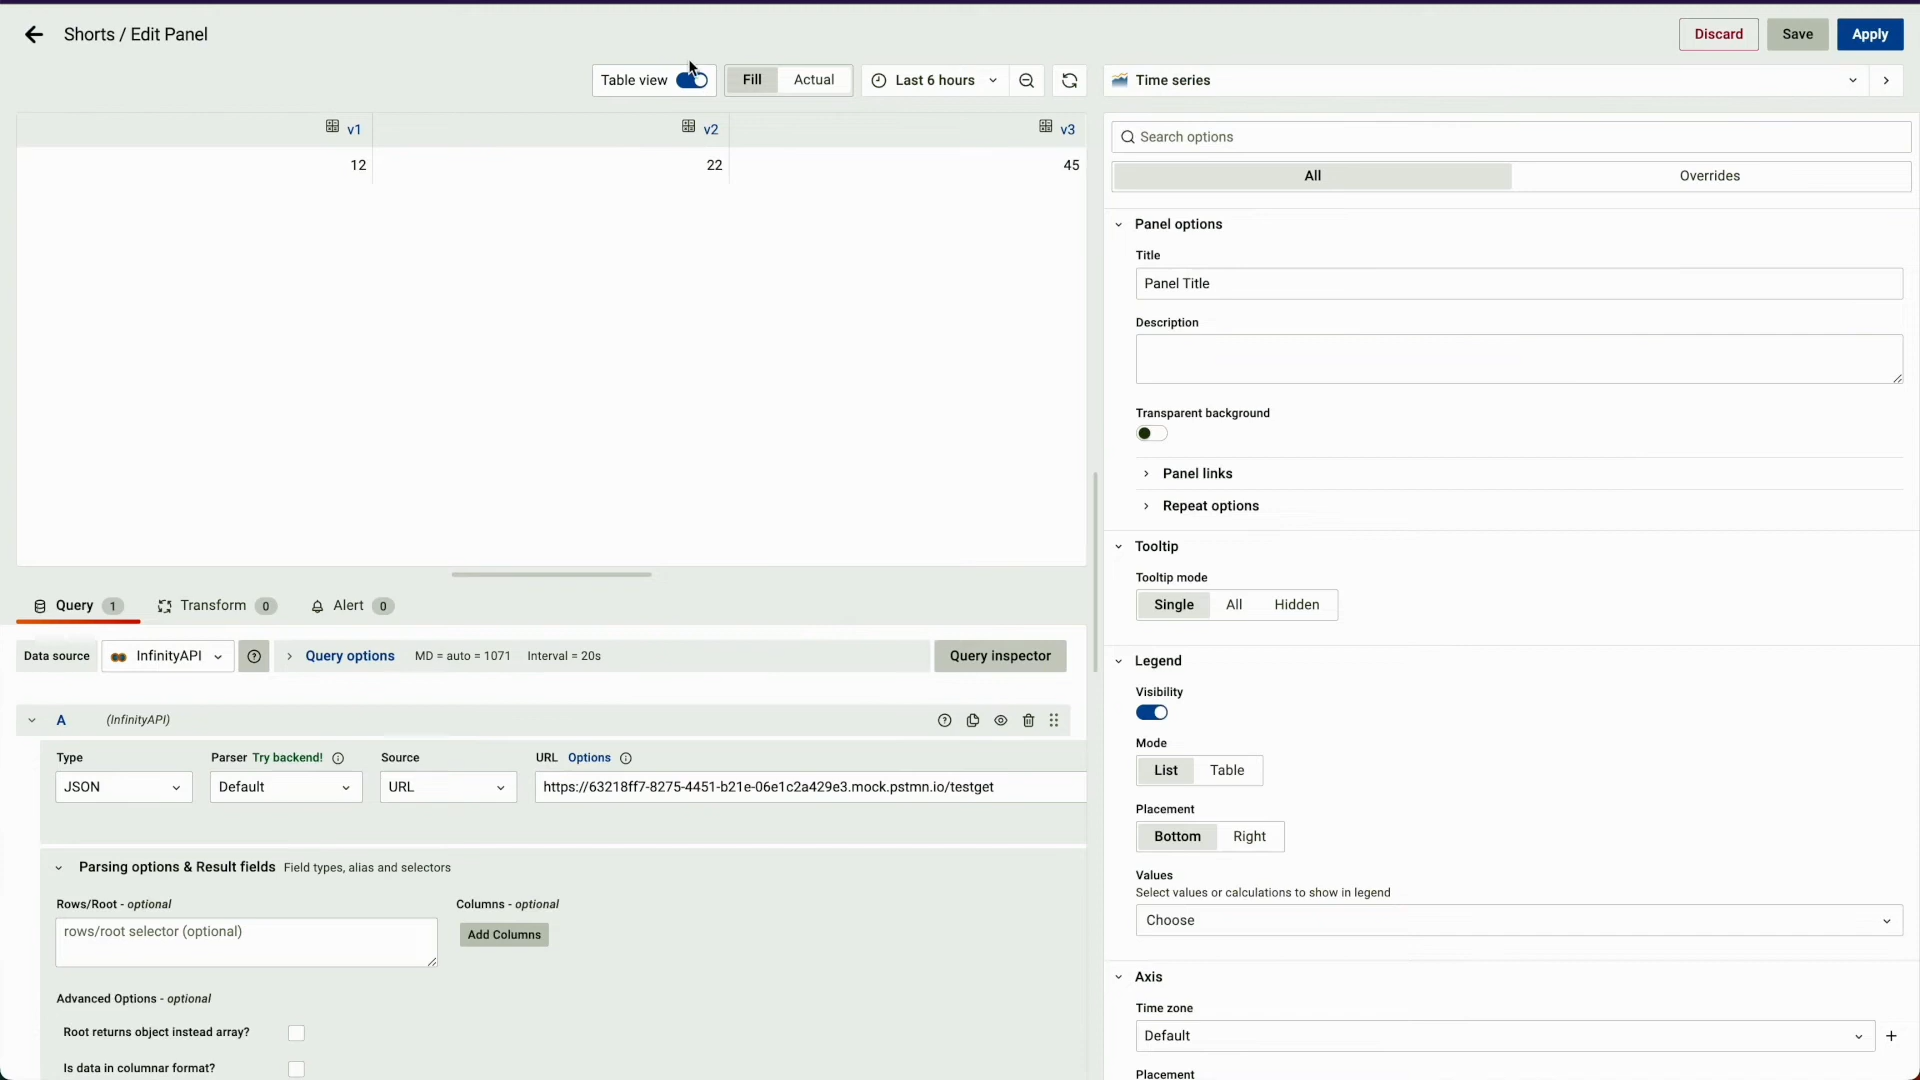 Shorts / Edit Panel
Discard
Save
Apply
Table view
Fill
Actual
Last 6 hours
Time series
v1
v2
v3
12
22
45
Search options
All
Overrides
Panel options
Title
Panel Title
Description
Transparent background
Panel links
Repeat options
Tooltip
Tooltip mode
Single
All
Hidden
Legend
Visibility
Mode
List
Table
Placement
Bottom
Right
Values
Select values or calculations to show in legend
Choose
Axis
Time zone
Default
Placement
Query 1
Transform 0
Alert 0
Data source
InfinityAPI
Query options
MD = auto = 1071
Interval = 20s
Query inspector
A
(InfinityAPI)
Type
Parser Try backend!
Source
URL Options
JSON
Default
URL
https://63218ff7-8275-4451-b21e-06e1c2a429e3.mock.pstmn.io/testget
Parsing options & Result fields Field types, alias and selectors
Rows/Root - optional
Columns - optional
rows/root selector (optional)
Add Columns
Advanced Options - optional
Root returns object instead array?
Is data in columnar format?